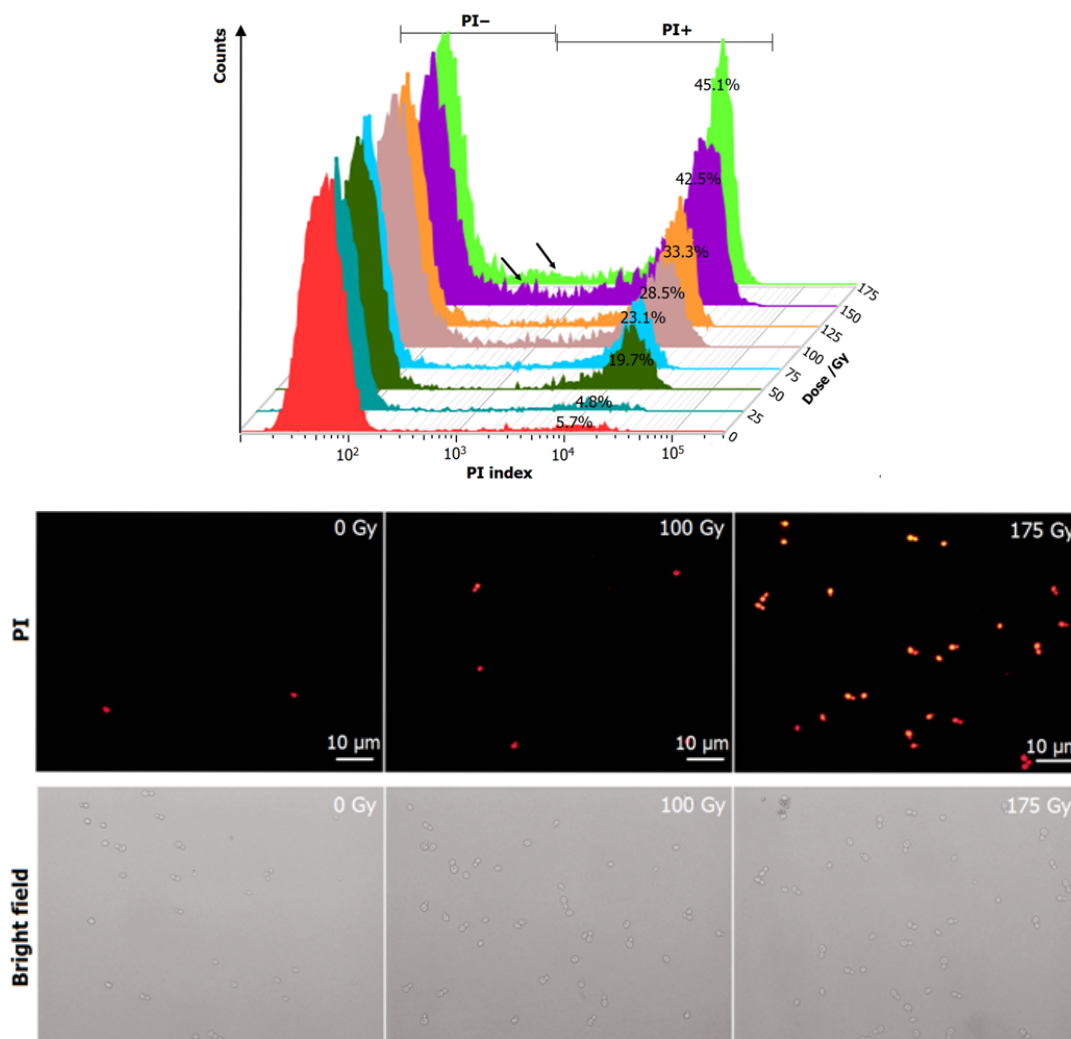 PI− PI+
Counts
45.1%
42.5%
33.3%
28.5%
23.1%
19.7%
4.8%
5.7%
175
150
125
100
75
50
25
0
Dose /Gy
10² 10³ 10⁴ 10⁵
PI index
PI
0 Gy 100 Gy 175 Gy
10 µm 10 µm 10 µm
Bright field
0 Gy 100 Gy 175 Gy